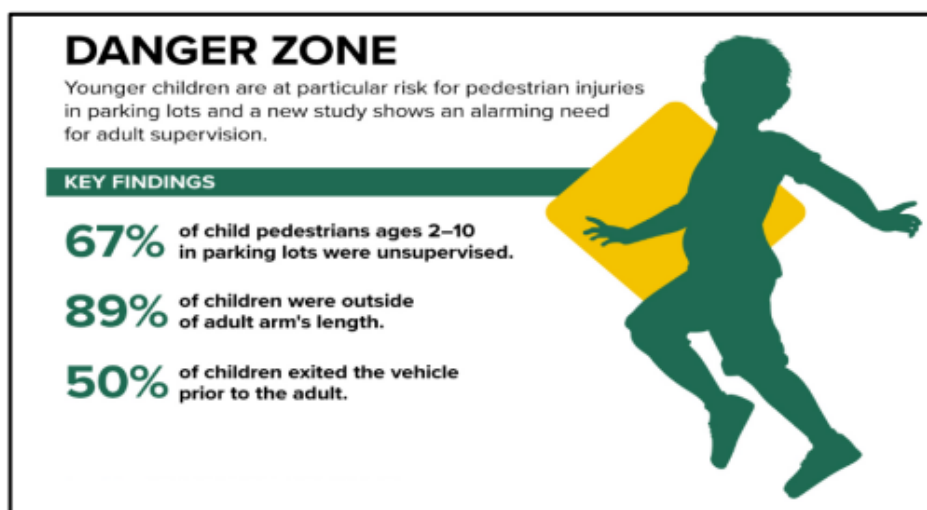 DANGER ZONE
Younger children are at particular risk for pedestrian injuries
in parking lots and a new study shows an alarming need
for adult supervision.
KEY FINDINGS
67% of child pedestrians ages 2–10
in parking lots were unsupervised.
89% of children were outside
of adult arm's length.
50% of children exited the vehicle
prior to the adult.